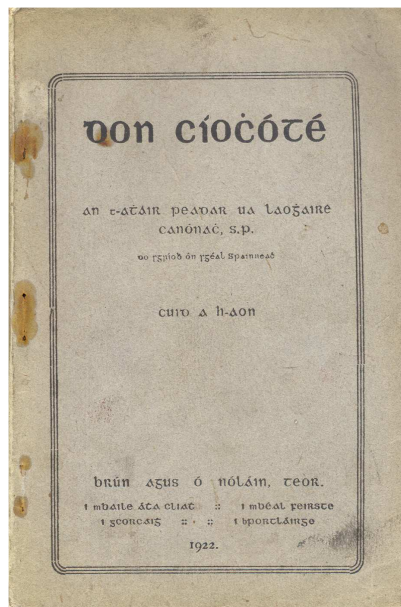 Don Cíoċóté
An t-Aṫair Peadar Ua Laoġaire
Canónaċ, S.P.
do sgríoḃ ón sgéal Spáinneaċ
Cuid a h-Aon
Brún agus Ó Nóláin, Teor.
i mBaile Áṫa Cliaṫ :: i mBéal Feirste
i gCorcaiġ :: :: i bPortláirge
1922.